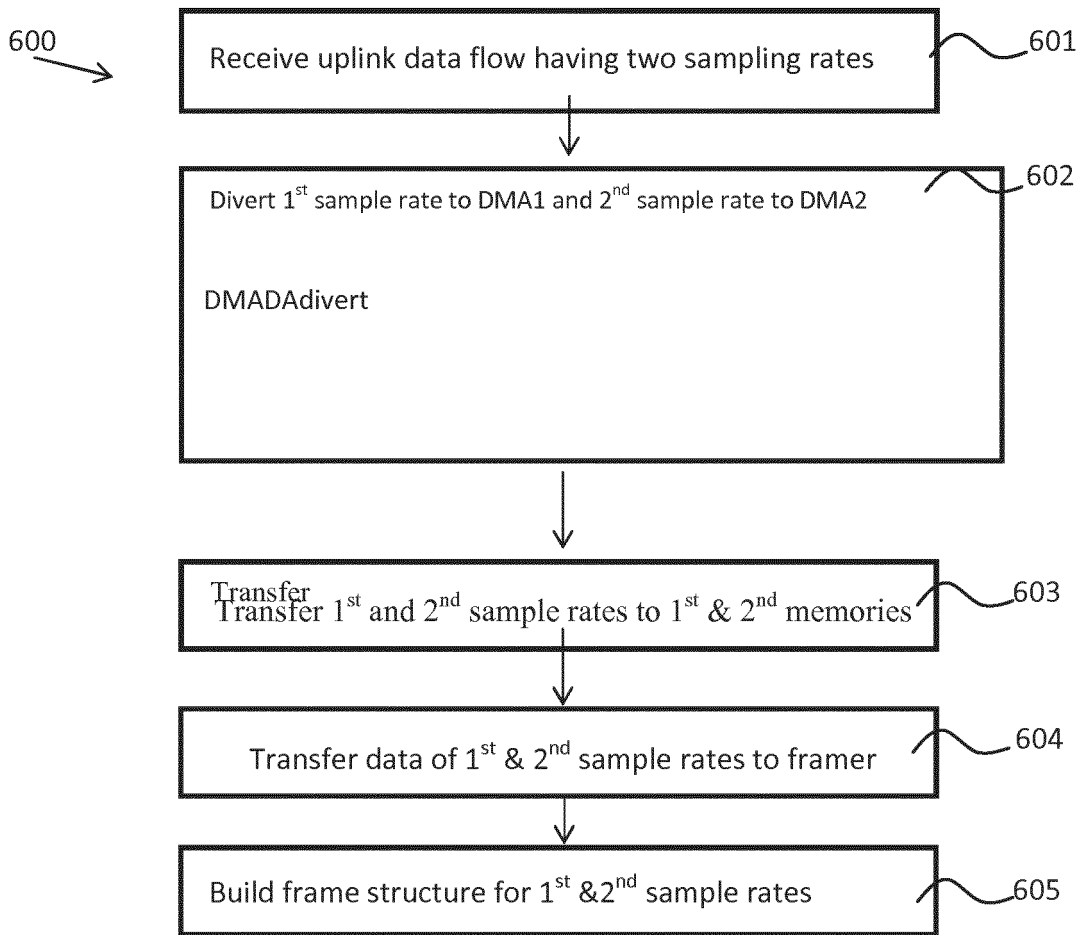 600
Receive uplink data flow having two sampling rates
601
Divert 1st sample rate to DMA1 and 2nd sample rate to DMA2
602
DMADAdivert
Transfer
Transfer 1st and 2nd sample rates to 1st & 2nd memories
603
Transfer data of 1st & 2nd sample rates to framer
604
Build frame structure for 1st &2nd sample rates
605